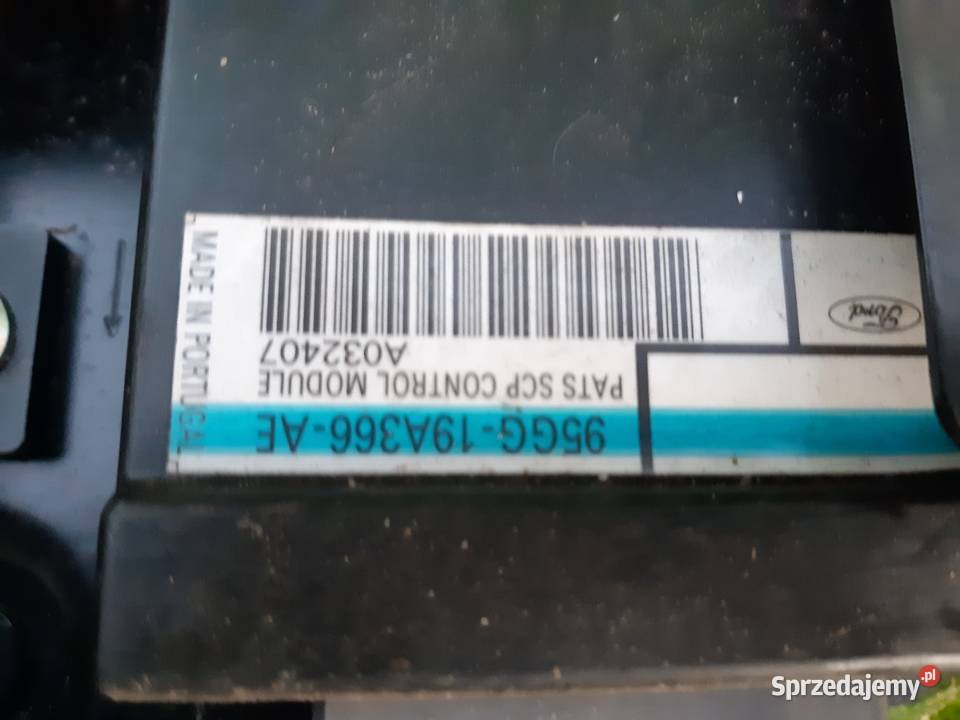 Ford
95GG-19A366-AE
PATS SCP CONTROL MODULE
A032407
MADE IN PORTUGAL
Sprzedajemy.pl